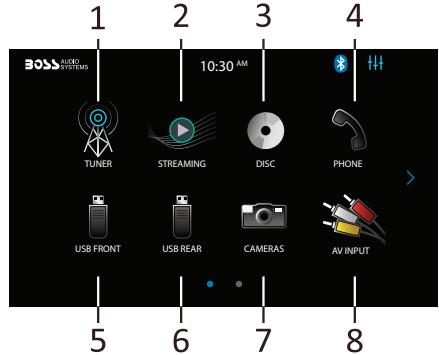 1 2 3 4
BOSS AUDIO SYSTEMS 10:30 AM
TUNER STREAMING DISC PHONE
USB FRONT USB REAR CAMERAS AV INPUT
5 6 7 8